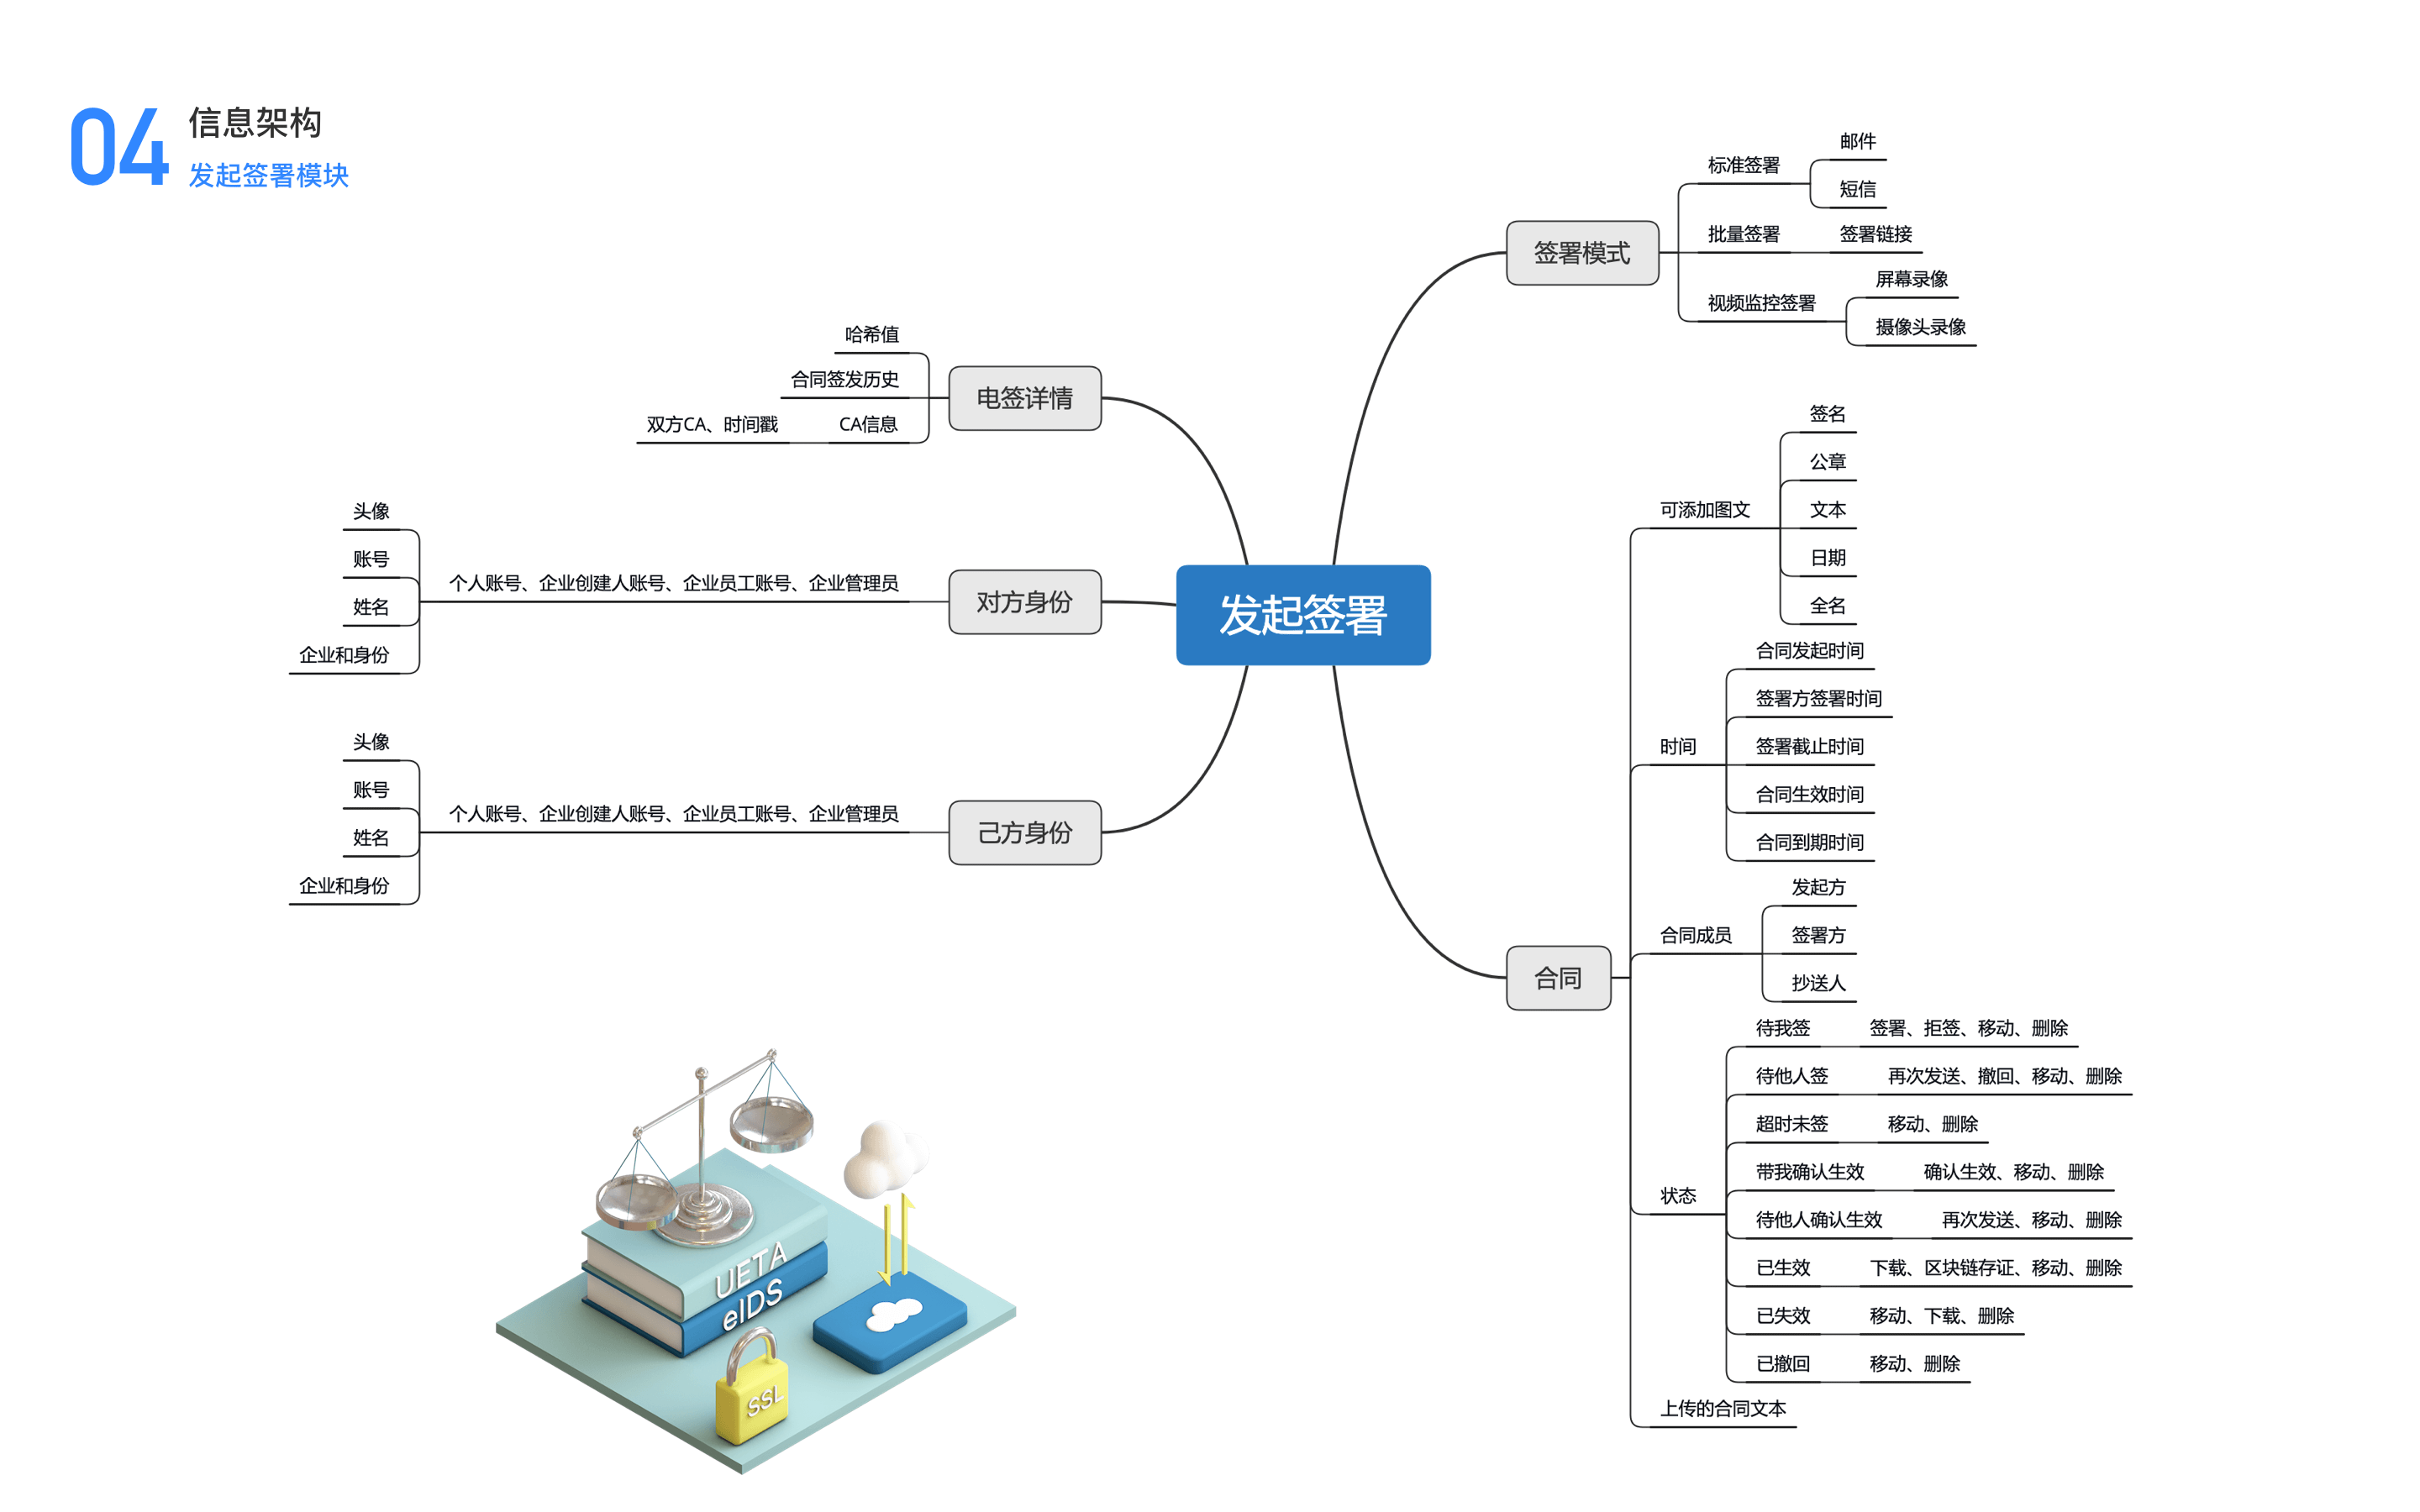 04
信息架构
发起签署模块
发起签署
签署模式
标准签署
邮件
短信
批量签署
签署链接
视频监控签署
屏幕录像
摄像头录像
电签详情
哈希值
合同签发历史
CA信息
双方CA、时间戳
对方身份
个人账号、企业创建人账号、企业员工账号、企业管理员
头像
账号
姓名
企业和身份
己方身份
个人账号、企业创建人账号、企业员工账号、企业管理员
头像
账号
姓名
企业和身份
合同
可添加图文
签名
公章
文本
日期
全名
时间
合同发起时间
签署方签署时间
签署截止时间
合同生效时间
合同到期时间
合同成员
发起方
签署方
抄送人
状态
待我签
签署、拒签、移动、删除
待他人签
再次发送、撤回、移动、删除
超时未签
移动、删除
带我确认生效
确认生效、移动、删除
待他人确认生效
再次发送、移动、删除
已生效
下载、区块链存证、移动、删除
已失效
移动、下载、删除
已撤回
移动、删除
上传的合同文本
UETA
eIDS
SSL